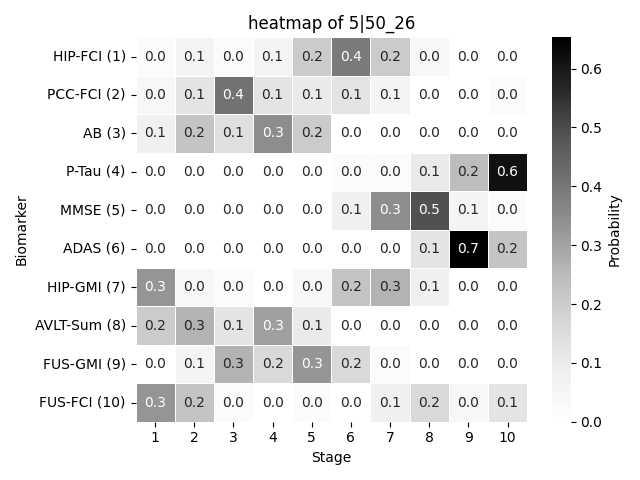 heatmap of 5|50_26
HIP-FCI (1) 0.0 0.1 0.0 0.1 0.2 0.4 0.2 0.0 0.0 0.0
PCC-FCI (2) 0.0 0.1 0.4 0.1 0.1 0.1 0.1 0.0 0.0 0.0
AB (3) 0.1 0.2 0.1 0.3 0.2 0.0 0.0 0.0 0.0 0.0
P-Tau (4) 0.0 0.0 0.0 0.0 0.0 0.0 0.0 0.1 0.2 0.6
MMSE (5) 0.0 0.0 0.0 0.0 0.0 0.1 0.3 0.5 0.1 0.0
ADAS (6) 0.0 0.0 0.0 0.0 0.0 0.0 0.0 0.1 0.7 0.2
HIP-GMI (7) 0.3 0.0 0.0 0.0 0.0 0.2 0.3 0.1 0.0 0.0
AVLT-Sum (8) 0.2 0.3 0.1 0.3 0.1 0.0 0.0 0.0 0.0 0.0
FUS-GMI (9) 0.0 0.1 0.3 0.2 0.3 0.2 0.0 0.0 0.0 0.0
FUS-FCI (10) 0.3 0.2 0.0 0.0 0.0 0.0 0.1 0.2 0.0 0.1
1 2 3 4 5 6 7 8 9 10
Stage
Biomarker
0.6
0.5
0.4
0.3
0.2
0.1
0.0
Probability